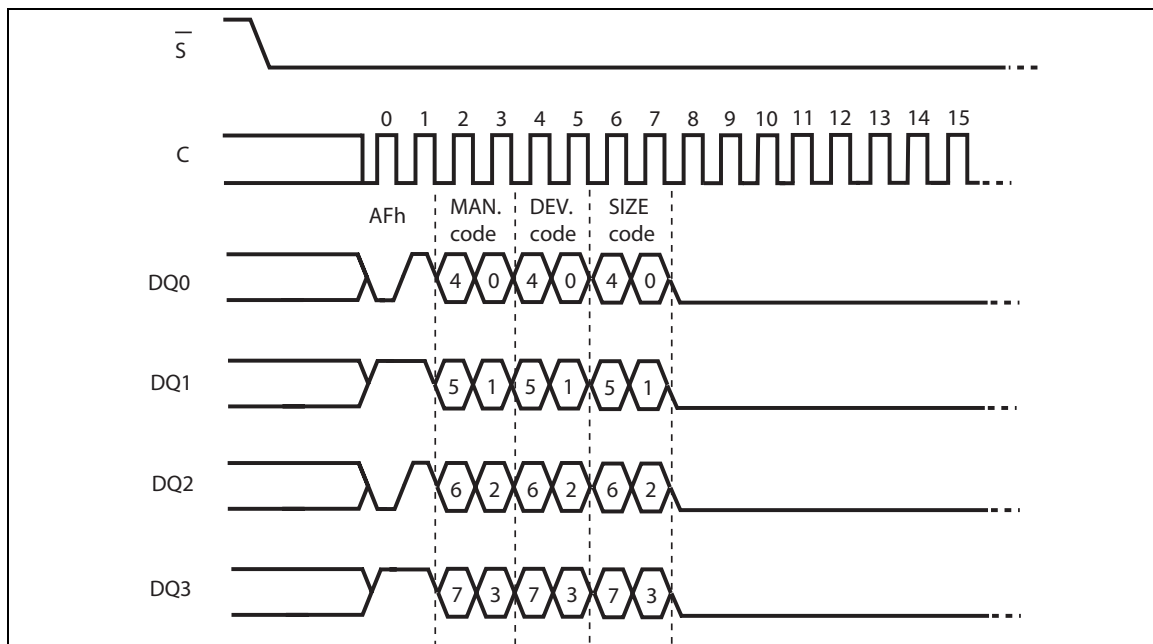 S
0 1 2 3 4 5 6 7 8 9 10 11 12 13 14 15
C
AFh
MAN. code
DEV. code
SIZE code
DQ0
4 0 4 0 4 0
DQ1
5 1 5 1 5 1
DQ2
6 2 6 2 6 2
DQ3
7 3 7 3 7 3